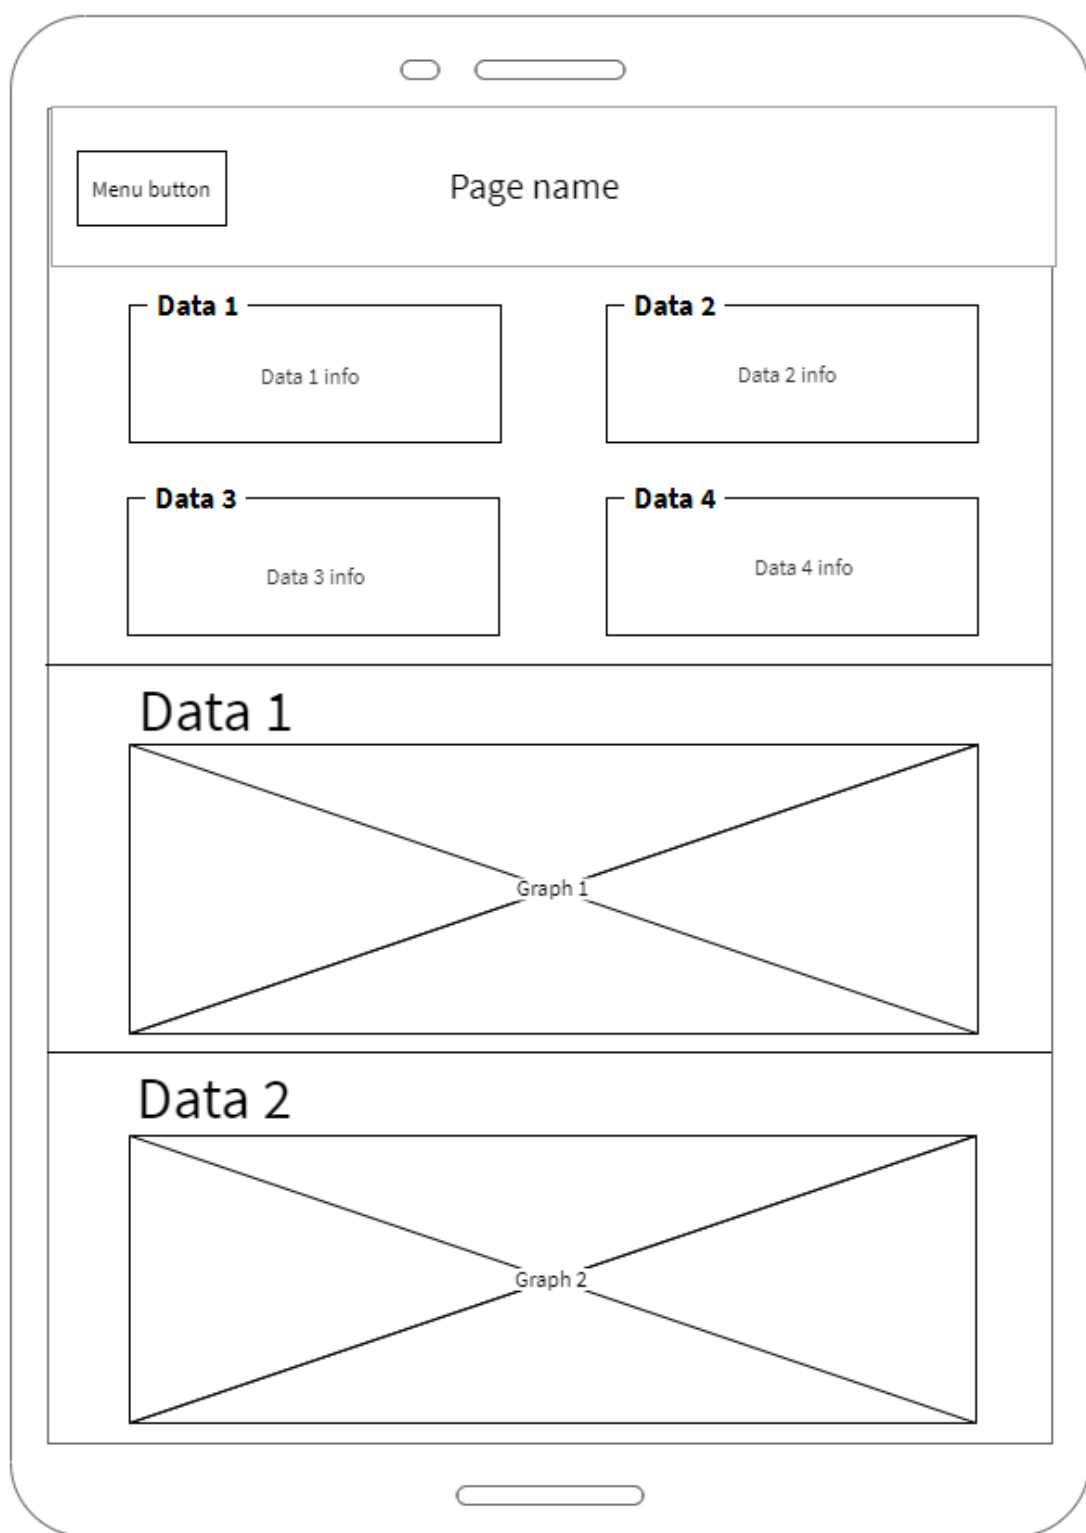 Menu button
Page name
Data 1
Data 2
Data 1 info
Data 2 info
Data 3
Data 4
Data 3 info
Data 4 info
Data 1
Graph 1
Data 2
Graph 2